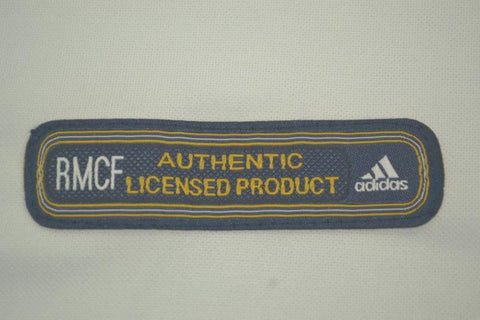 RMCF
AUTHENTIC
LICENSED PRODUCT
adidas